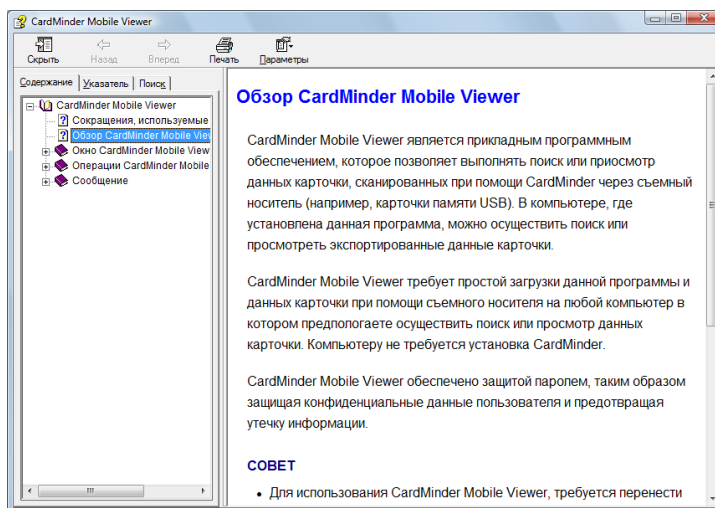 CardMinder Mobile Viewer
Скрыть Назад Вперед Печать Параметры
Содержание Указатель Поиск
CardMinder Mobile Viewer
Сокращения, используемые
Обзор CardMinder Mobile View
Окно CardMinder Mobile View
Операции CardMinder Mobile
Сообщение
Обзор CardMinder Mobile Viewer
CardMinder Mobile Viewer является прикладным программным
обеспечением, которое позволяет выполнять поиск или приосмотр
данных карточки, сканированных при помощи CardMinder через съемный
носитель (например, карточки памяти USB). В компьютере, где
установлена данная программа, можно осуществить поиск или
просмотреть экспортированные данные карточки.
CardMinder Mobile Viewer требует простой загрузки данной программы и
данных карточки при помощи съемного носителя на любой компьютер в
котором предпологаете осуществить поиск или просмотр данных
карточки. Компьютеру не требуется установка CardMinder.
CardMinder Mobile Viewer обеспечено защитой паролем, таким образом
защищая конфиденциальные данные пользователя и предотвращая
утечку информации.
СОВЕТ
• Для использования CardMinder Mobile Viewer, требуется перенести